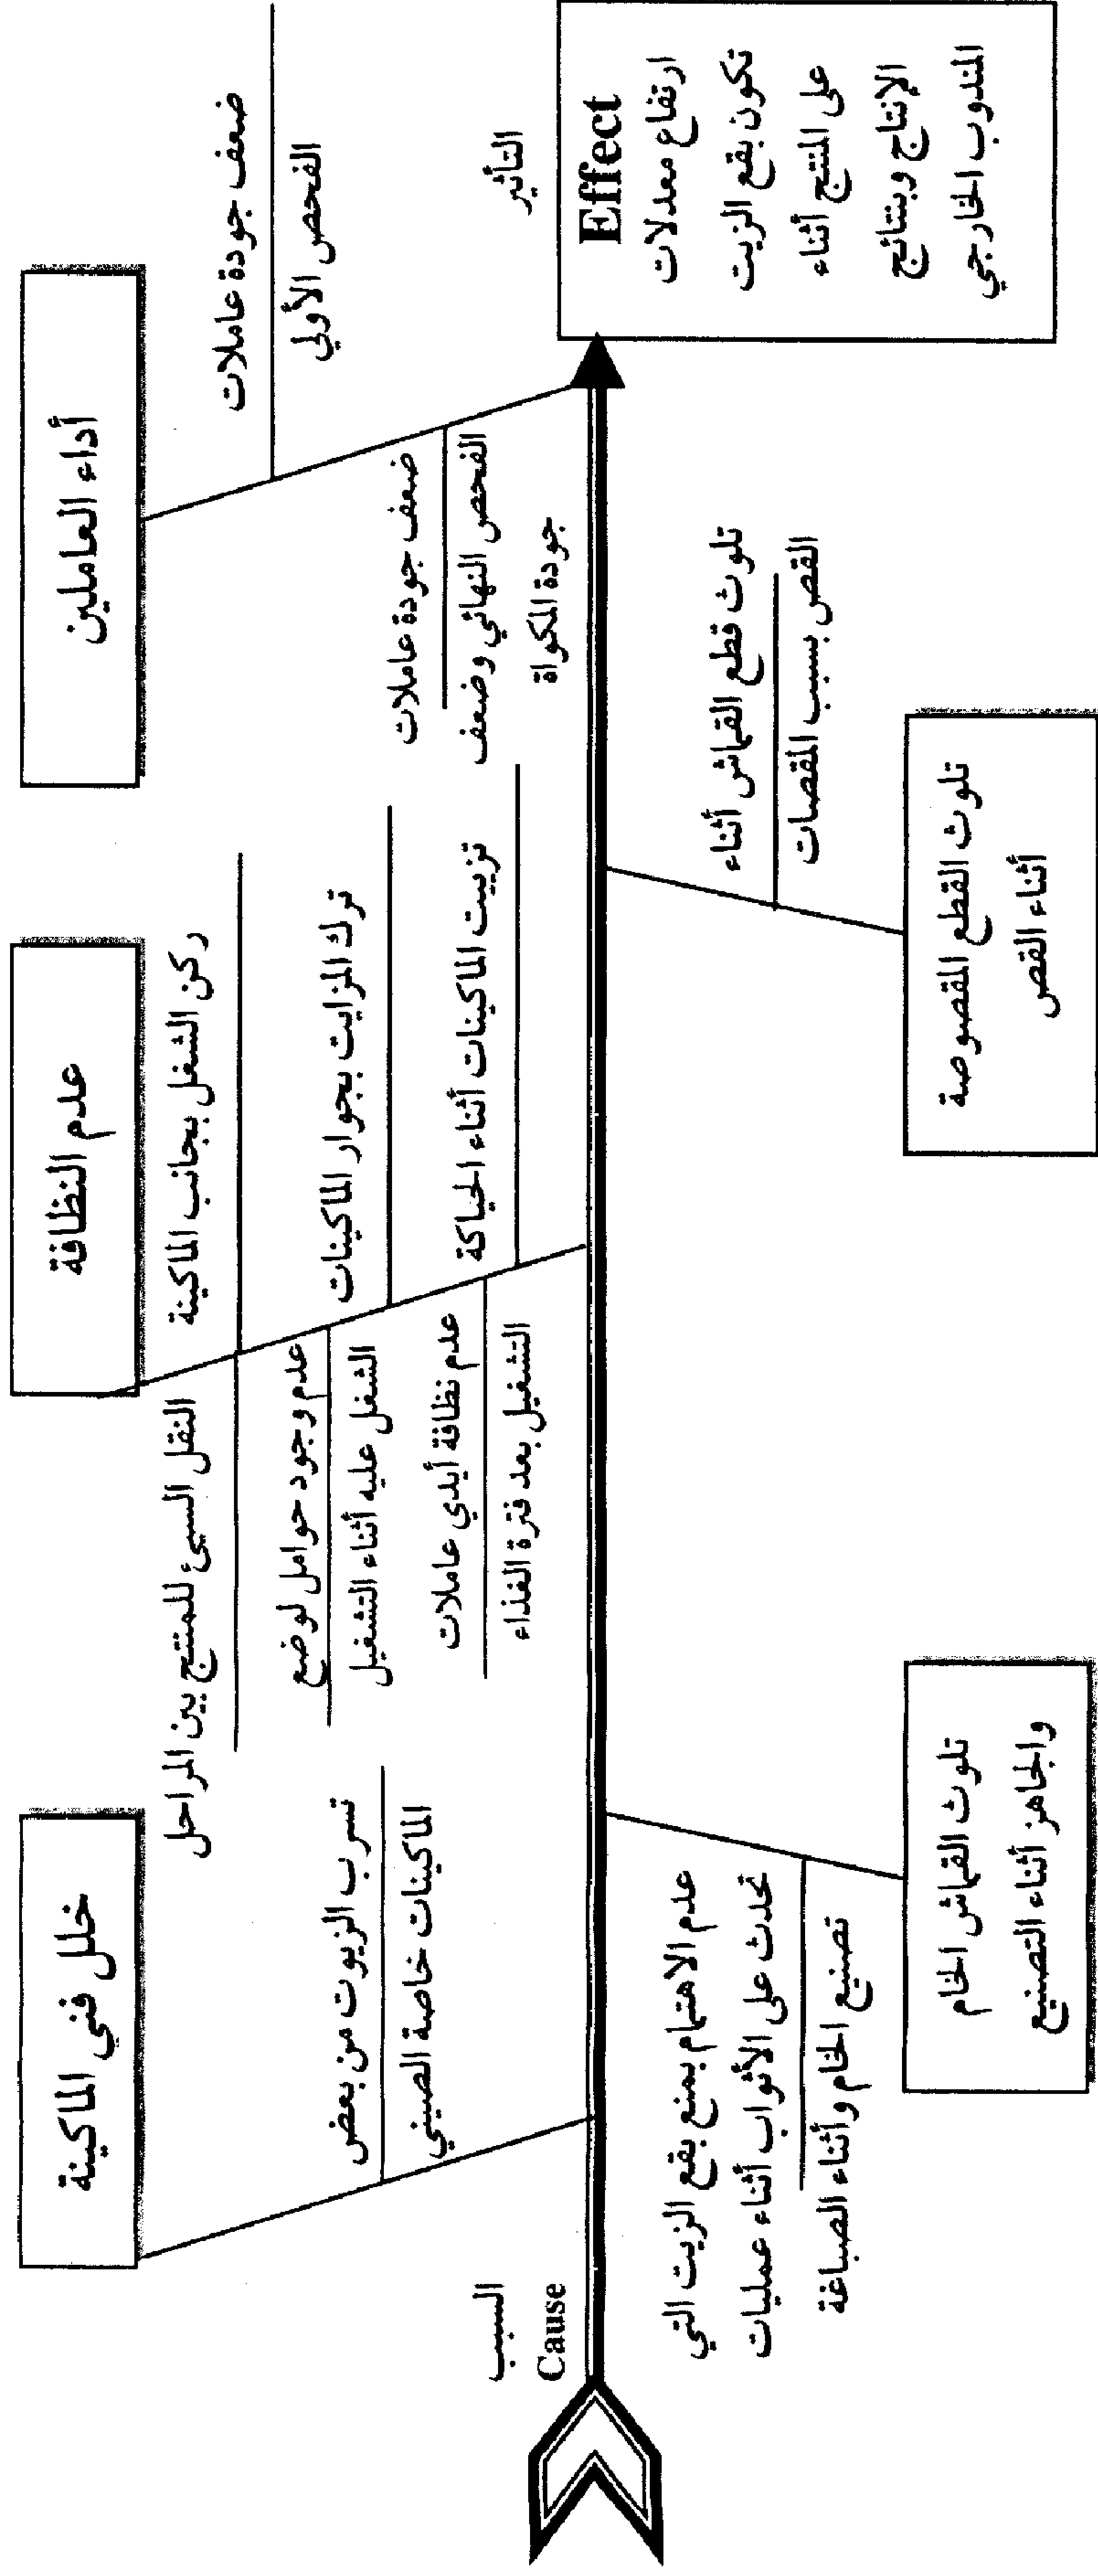 خلل فني الماكينة
عدم النظافة
أداء العاملين
تسرب الزيوت من بعض
الماكينات خاصة الصيني
النقل السيئ للمنتج بين المراحل
عدم وجود حوامل لوضع
الشغل عليه أثناء التشغيل
عدم نظافة أيدي عاملات
التشغيل بعد فترة الغذاء
ركن الشغل بجانب الماكينة
ترك المزايت بجوار الماكينات
تزييت الماكينات أثناء الحياكة
ضعف جودة عاملات
الفحص النهائي وضعف
جودة المكواة
ضعف جودة عاملات
الفحص الأولي
السبب
Cause
التأثير
Effect
ارتفاع معدلات
تكون بقع الزيت
على المنتج أثناء
الإنتاج وبنتائج
المندوب الخارجي
عدم الاهتمام بمنع بقع الزيت التي
تحدث على الأثواب أثناء عمليات
تصنيع الخام وأثناء الصباغة
تلوث القماش الخام
والجاهز أثناء التصنيع
تلوث قطع القماش أثناء
القص بسبب المقصات
تلوث القطع المقصوصة
أثناء القص